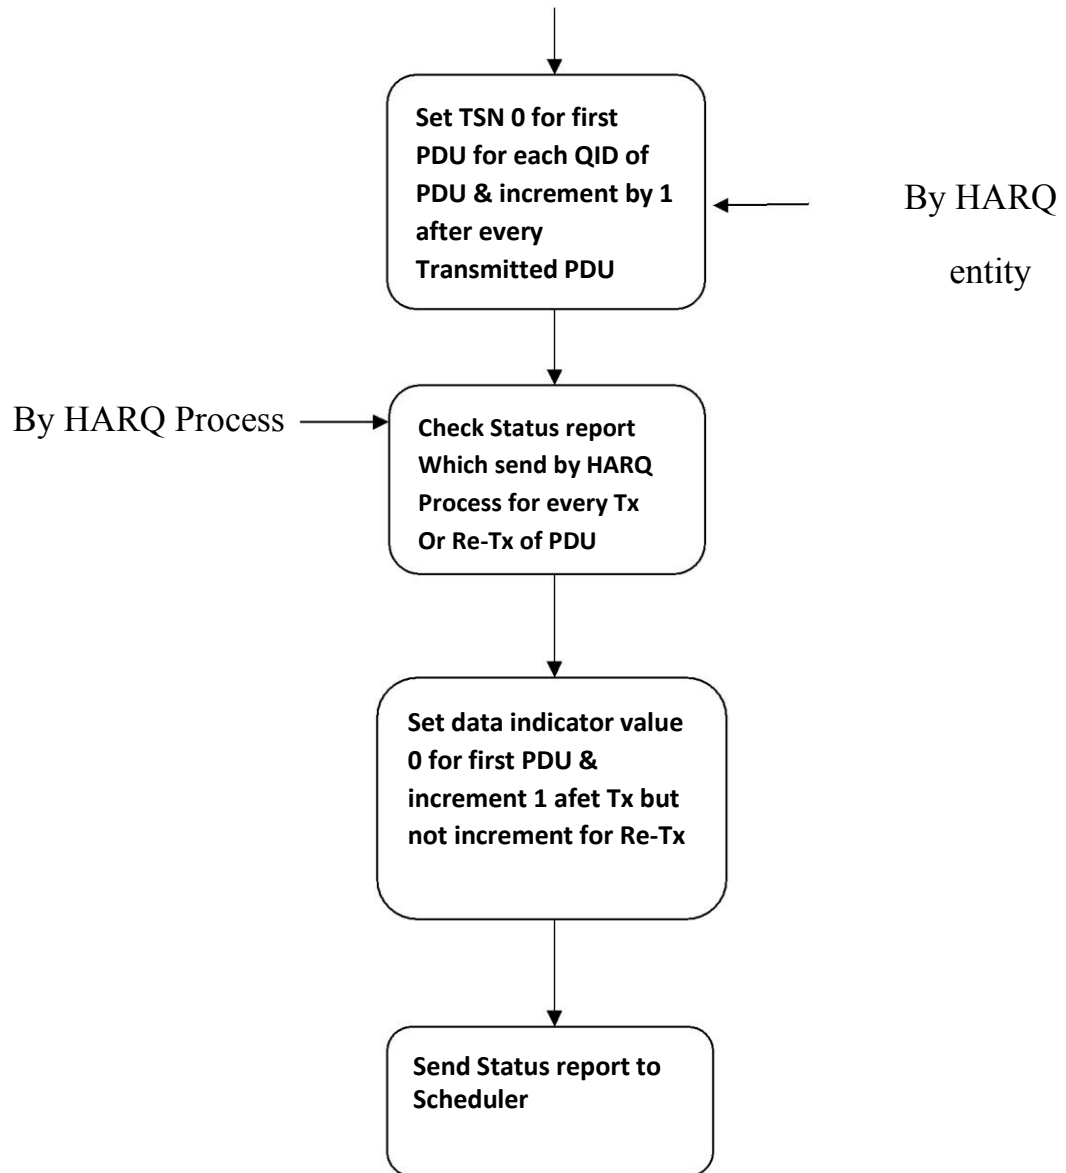 Set TSN 0 for first
PDU for each QID of
PDU & increment by 1
after every
Transmitted PDU
By HARQ
entity
By HARQ Process
Check Status report
Which send by HARQ
Process for every Tx
Or Re-Tx of PDU
Set data indicator value
0 for first PDU &
increment 1 afet Tx but
not increment for Re-Tx
Send Status report to
Scheduler